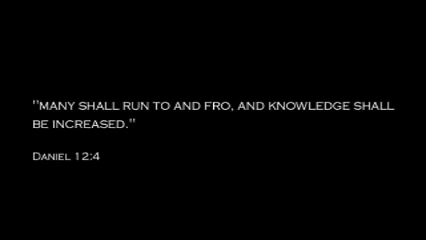 "MANY SHALL RUN TO AND FRO, AND KNOWLEDGE SHALL
BE INCREASED."
DANIEL 12:4